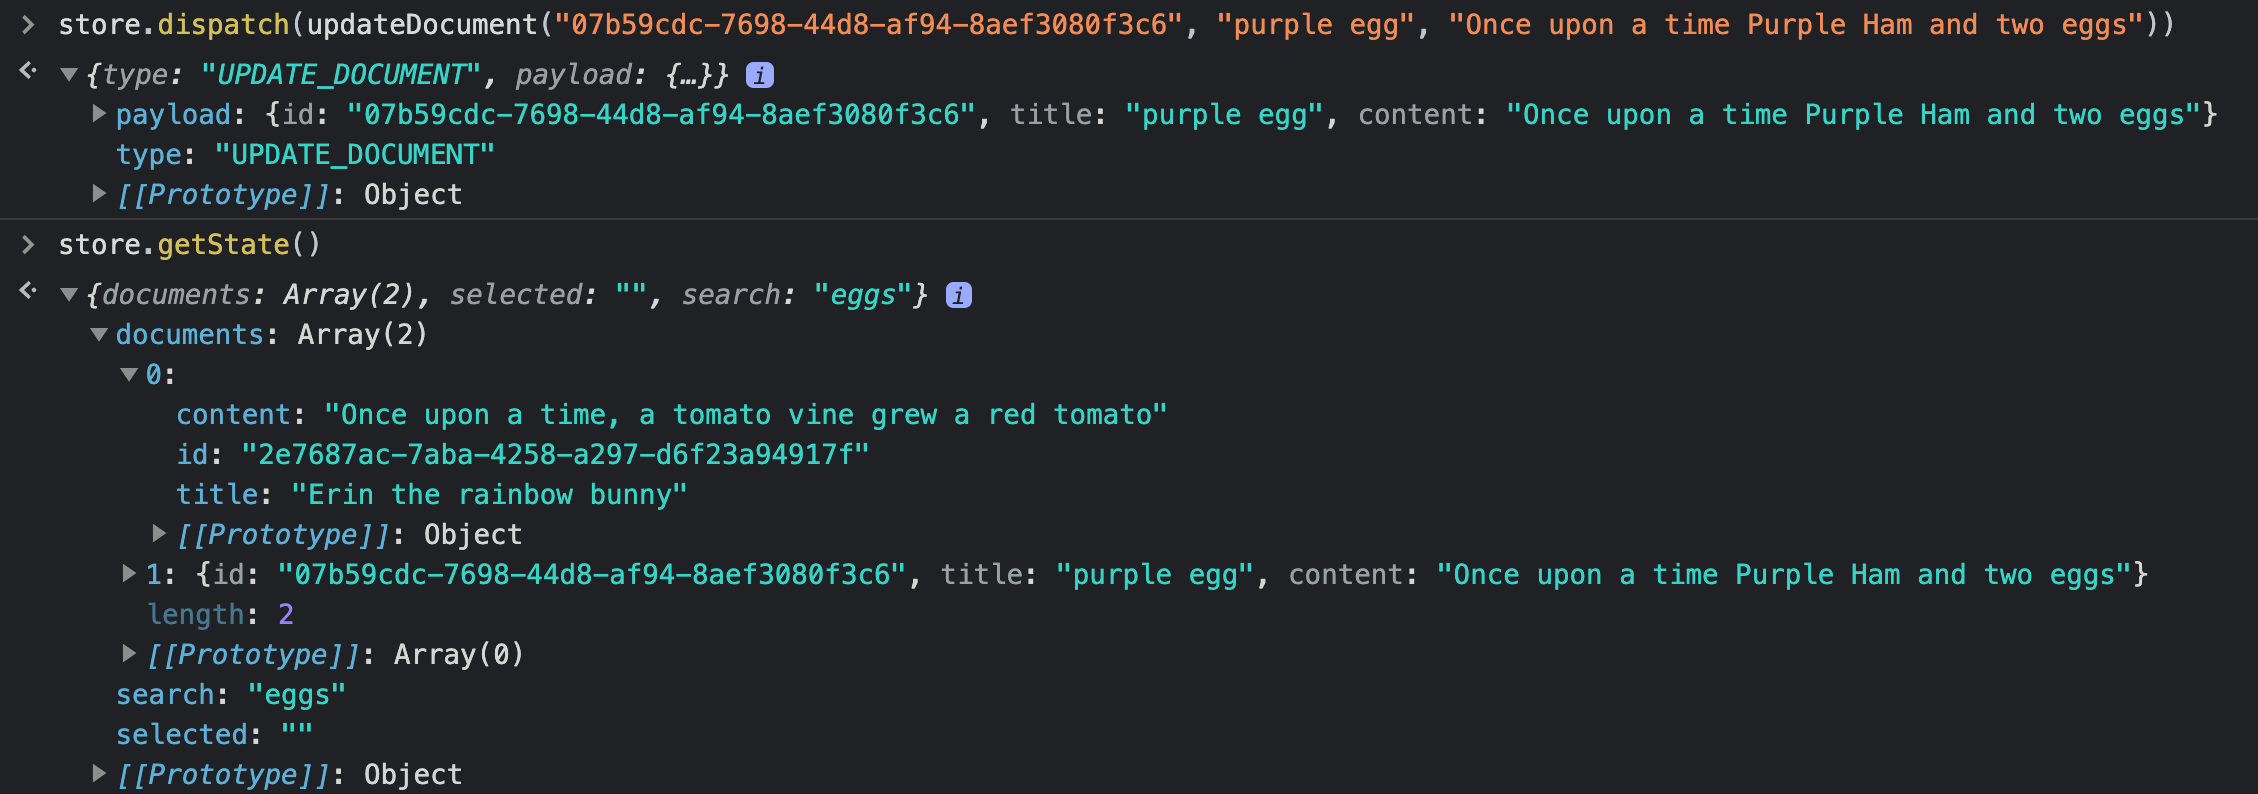 store.dispatch(updateDocument("07b59cdc-7698-44d8-af94-8aef3080f3c6", "purple egg", "Once upon a time Purple Ham and two eggs"))
{type: "UPDATE_DOCUMENT", payload: {…}} i
payload: {id: "07b59cdc-7698-44d8-af94-8aef3080f3c6", title: "purple egg", content: "Once upon a time Purple Ham and two eggs"}
type: "UPDATE_DOCUMENT"
[[Prototype]]: Object
store.getState()
{documents: Array(2), selected: "", search: "eggs"} i
documents: Array(2)
0:
content: "Once upon a time, a tomato vine grew a red tomato"
id: "2e7687ac-7aba-4258-a297-d6f23a94917f"
title: "Erin the rainbow bunny"
[[Prototype]]: Object
1: {id: "07b59cdc-7698-44d8-af94-8aef3080f3c6", title: "purple egg", content: "Once upon a time Purple Ham and two eggs"}
length: 2
[[Prototype]]: Array(0)
search: "eggs"
selected: ""
[[Prototype]]: Object